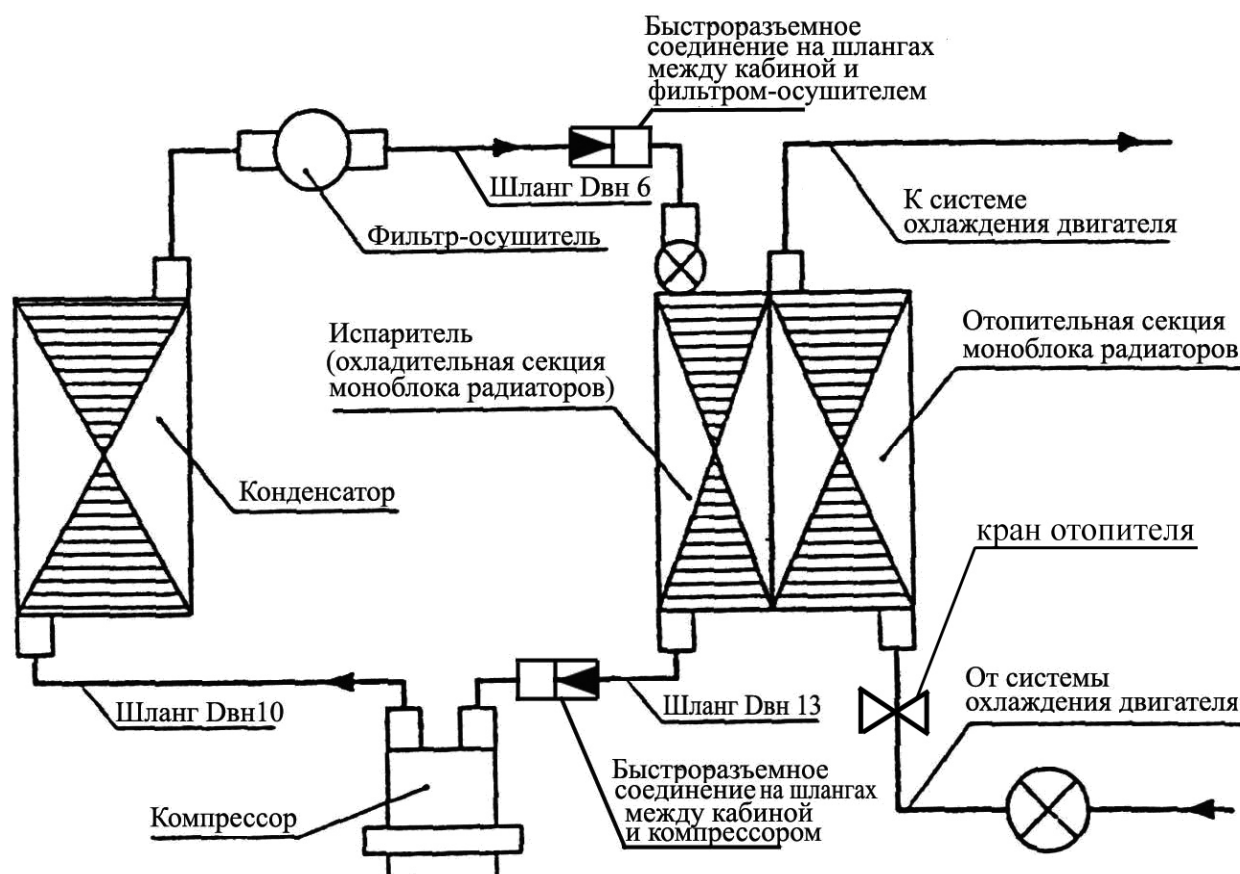 Быстроразъемное
соединение на шлангах
между кабиной и
фильтром-осушителем
Шланг Dвн 6
Фильтр-осушитель
К системе
охлаждения двигателя
Испаритель
(охладительная секция
моноблока радиаторов)
Отопительная секция
моноблока радиаторов
Конденсатор
кран отопителя
Шланг Dвн10
Шланг Dвн 13
От системы
охлаждения двигателя
Быстроразъемное
соединение на шлангах
между кабиной
и компрессором
Компрессор